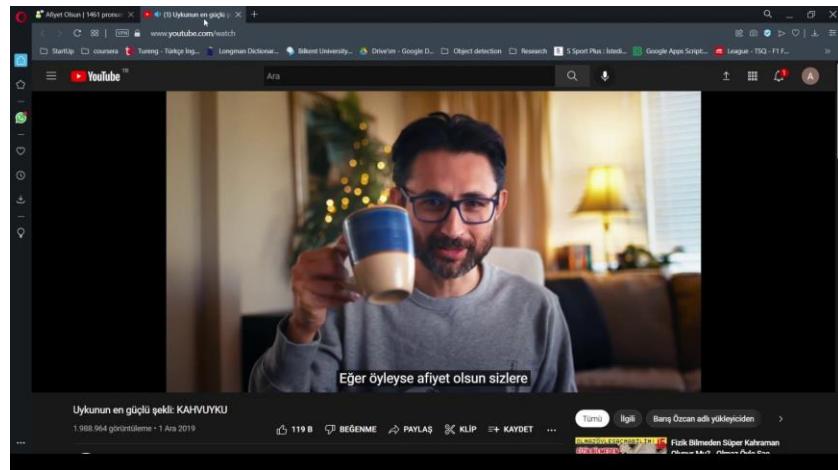 Afiyet Olsun | 1461 pronun
(1) Uykunun en güçlü ş
VPN
www.youtube.com/watch
StartUp
coursera
Tureng - Türkçe İng...
Longman Dictionar...
Bilkent University...
Drive'ım - Google D...
Object detection
Research
S Sport Plus : İstedi...
Google Apps Script...
League - TSQ - F1 F...
YouTube TR
Ara
A
Eğer öyleyse afiyet olsun sizlere
Uykunun en güçlü şekli: KAHVUYKU
1.988.964 görüntüleme • 1 Ara 2019
119 B
BEĞENME
PAYLAŞ
KLİP
KAYDET
Tümü
İlgili
Barış Özcan adlı yükleyiciden
Fizik Bilmeden Süper Kahraman